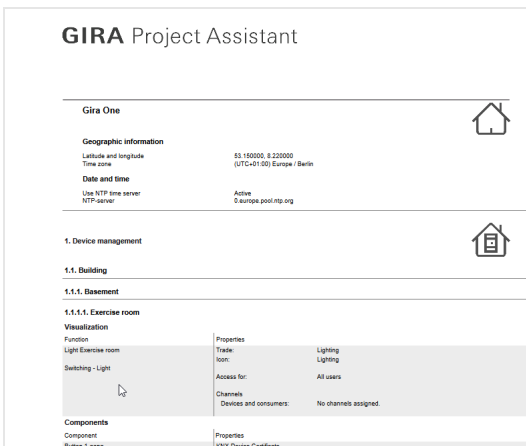 GIRA Project Assistant
Gira One
Geographic information
Latitude and longitude 53.150000, 8.220000
Time zone (UTC+01:00) Europe / Berlin
Date and time
Use NTP time server Active
NTP-server 0.europe.pool.ntp.org
1. Device management
1.1. Building
1.1.1. Basement
1.1.1.1. Exercise room
Visualization
Function Properties
Light Exercise room Trade: Lighting
Icon: Lighting
Switching - Light
Access for: All users
Channels
Devices and consumers: No channels assigned.
Components
Component Properties